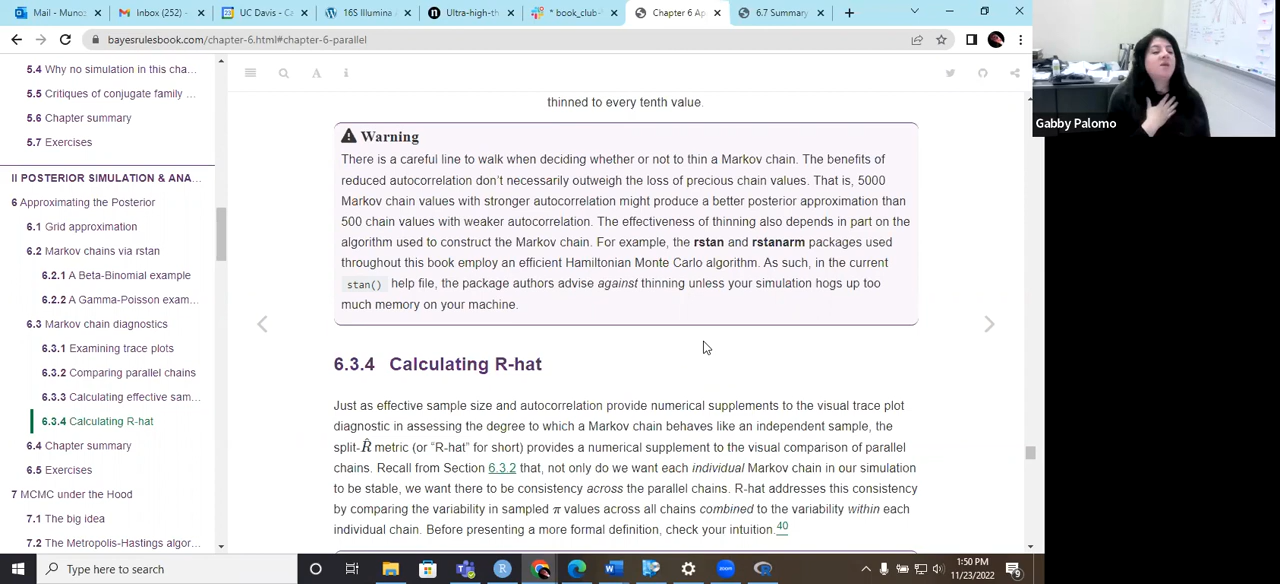 Mail - Muno
Inbox (252) -
UC Davis - Ca
16S Illumina A
Ultra-high-th
* book_club-
Chapter 6 Ap
6.7 Summary
bayesrulesbook.com/chapter-6.html#chapter-6-parallel
5.4 Why no simulation in this cha...
5.5 Critiques of conjugate family ...
5.6 Chapter summary
5.7 Exercises
II POSTERIOR SIMULATION & ANA...
6 Approximating the Posterior
6.1 Grid approximation
6.2 Markov chains via rstan
6.2.1 A Beta-Binomial example
6.2.2 A Gamma-Poisson exam...
6.3 Markov chain diagnostics
6.3.1 Examining trace plots
6.3.2 Comparing parallel chains
6.3.3 Calculating effective sam...
6.3.4 Calculating R-hat
6.4 Chapter summary
6.5 Exercises
7 MCMC under the Hood
7.1 The big idea
7.2 The Metropolis-Hastings algor...
thinned to every tenth value.
Warning
There is a careful line to walk when deciding whether or not to thin a Markov chain. The benefits of
reduced autocorrelation don't necessarily outweigh the loss of precious chain values. That is, 5000
Markov chain values with stronger autocorrelation might produce a better posterior approximation than
500 chain values with weaker autocorrelation. The effectiveness of thinning also depends in part on the
algorithm used to construct the Markov chain. For example, the rstan and rstanarm packages used
throughout this book employ an efficient Hamiltonian Monte Carlo algorithm. As such, in the current
stan() help file, the package authors advise against thinning unless your simulation hogs up too
much memory on your machine.
6.3.4 Calculating R-hat
Just as effective sample size and autocorrelation provide numerical supplements to the visual trace plot
diagnostic in assessing the degree to which a Markov chain behaves like an independent sample, the
split-R̂ metric (or "R-hat" for short) provides a numerical supplement to the visual comparison of parallel
chains. Recall from Section 6.3.2 that, not only do we want each individual Markov chain in our simulation
to be stable, we want there to be consistency across the parallel chains. R-hat addresses this consistency
by comparing the variability in sampled π values across all chains combined to the variability within each
individual chain. Before presenting a more formal definition, check your intuition.40
Gabby Palomo
Type here to search
1:50 PM
11/23/2022
9